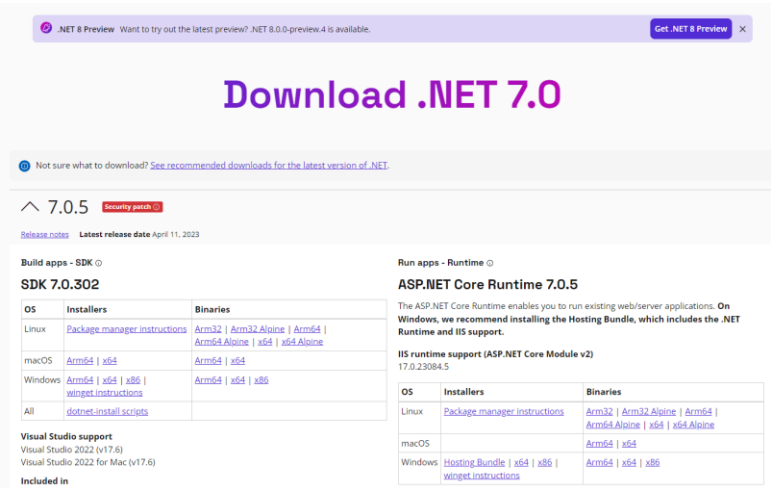 .NET 8 Preview Want to try out the latest preview? .NET 8.0.0-preview.4 is available.
Get .NET 8 Preview
Download .NET 7.0
Not sure what to download? See recommended downloads for the latest version of .NET.
7.0.5 Security patch
Release notes Latest release date April 11, 2023
Build apps - SDK
SDK 7.0.302
OS Installers Binaries
Linux Package manager instructions Arm32 | Arm32 Alpine | Arm64 |
Arm64 Alpine | x64 | x64 Alpine
macOS Arm64 | x64 Arm64 | x64
Windows Arm64 | x64 | x86 | Arm64 | x64 | x86
winget instructions
All dotnet-install scripts
Visual Studio support
Visual Studio 2022 (v17.6)
Visual Studio 2022 for Mac (v17.6)
Included in
Run apps - Runtime
ASP.NET Core Runtime 7.0.5
The ASP.NET Core Runtime enables you to run existing web/server applications. On
Windows, we recommend installing the Hosting Bundle, which includes the .NET
Runtime and IIS support.
IIS runtime support (ASP.NET Core Module v2)
17.0.23084.5
OS Installers Binaries
Linux Package manager instructions Arm32 | Arm32 Alpine | Arm64 |
Arm64 Alpine | x64 | x64 Alpine
macOS Arm64 | x64
Windows Hosting Bundle | x64 | x86 | Arm64 | x64 | x86
winget instructions